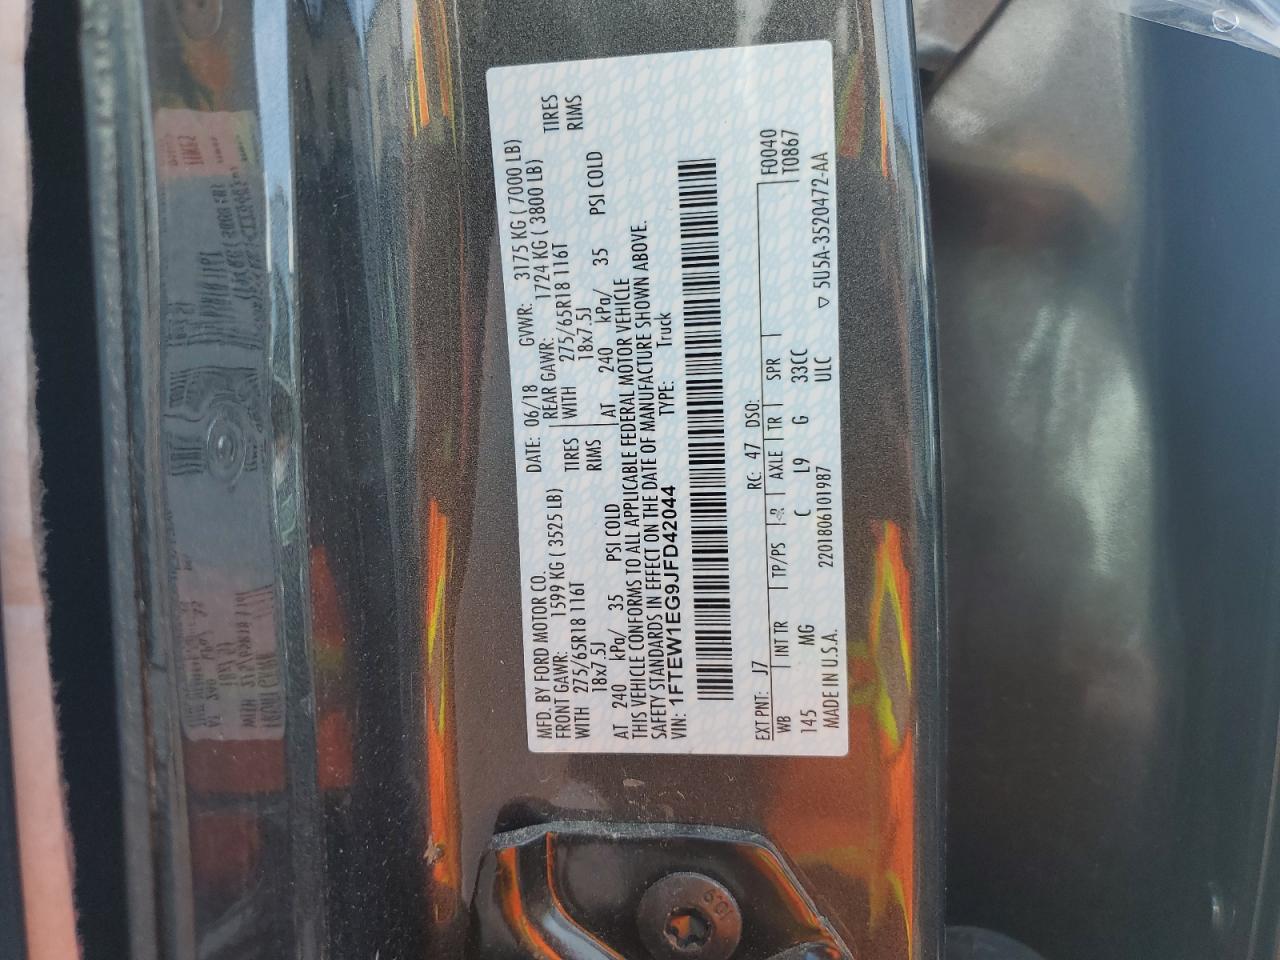 MFD. BY FORD MOTOR CO. DATE: 06/18 GVWR: 3175 KG ( 7000 LB)
FRONT GAWR: 1599 KG ( 3525 LB) REAR GAWR: 1724 KG ( 3800 LB)
WITH 275/65R18 116T TIRES WITH 275/65R18 116T TIRES
18x7.5J RIMS 18x7.5J RIMS
AT 240 kPa/ 35 PSI COLD AT 240 kPa/ 35 PSI COLD
THIS VEHICLE CONFORMS TO ALL APPLICABLE FEDERAL MOTOR VEHICLE
SAFETY STANDARDS IN EFFECT ON THE DATE OF MANUFACTURE SHOWN ABOVE.
VIN: 1FTEW1EG9JFD42044 TYPE: Truck
EXT PNT: J7 RC: 47 DSO: F0040
WB INT TR TP/PS R AXLE TR SPR T0867
145 MG C L9 G 33CC
MADE IN U.S.A. 2201806101987 ULC ▽ 5U5A-3520472-AA
10.9